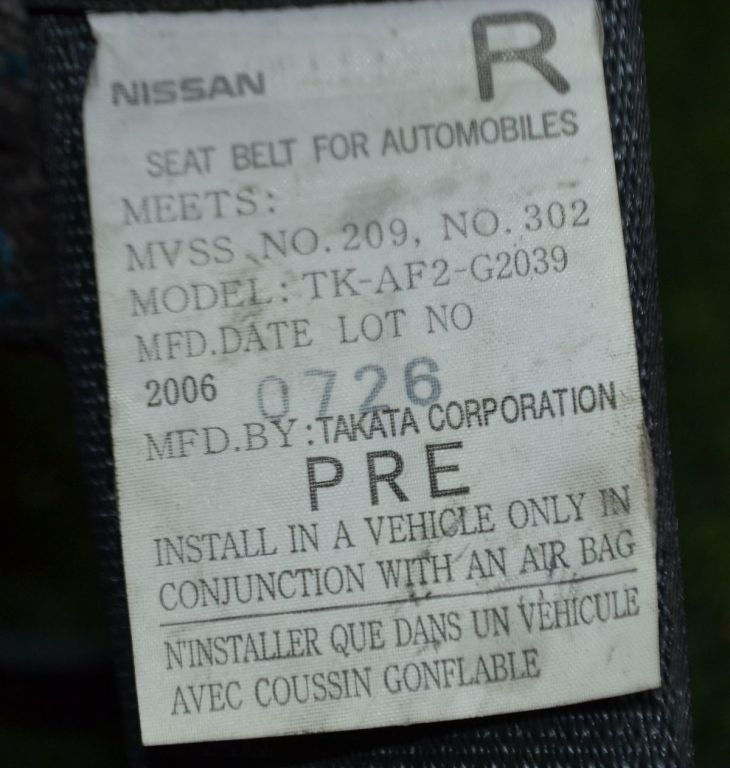 NISSAN R
SEAT BELT FOR AUTOMOBILES
MEETS:
MVSS NO.209, NO.302
MODEL:TK-AF2-G2039
MFD.DATE LOT NO
2006 0726
MFD.BY:TAKATA CORPORATION
PRE
INSTALL IN A VEHICLE ONLY IN
CONJUNCTION WITH AN AIR BAG
N'INSTALLER QUE DANS UN VÉHICULE
AVEC COUSSIN GONFLABLE